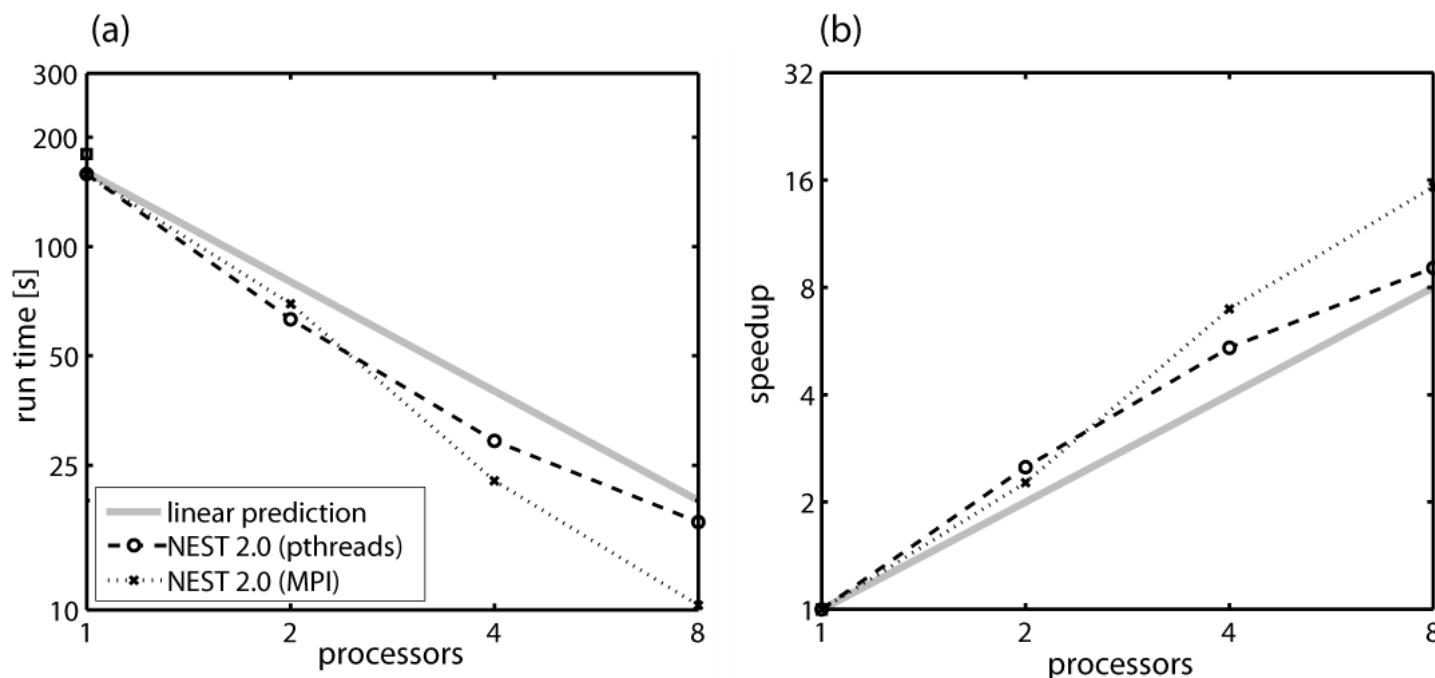 (a)
300
200
100
50
25
10
run time [s]
linear prediction
NEST 2.0 (pthreads)
NEST 2.0 (MPI)
1 2 4 8
processors
(b)
32
16
8
4
2
1
speedup
1 2 4 8
processors